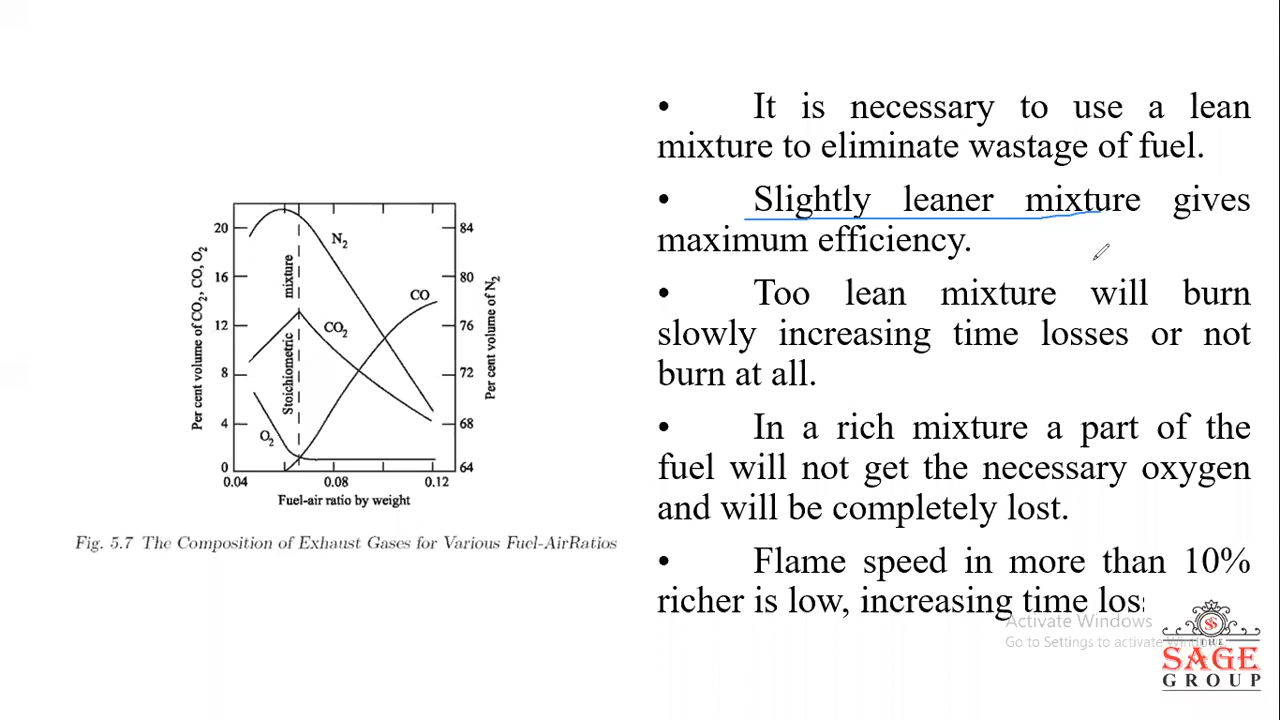 • It is necessary to use a lean
mixture to eliminate wastage of fuel.
• Slightly leaner mixture gives
maximum efficiency.
• Too lean mixture will burn
slowly increasing time losses or not
burn at all.
• In a rich mixture a part of the
fuel will not get the necessary oxygen
and will be completely lost.
• Flame speed in more than 10%
richer is low, increasing time los
Per cent volume of CO2, CO, O2
20
16
12
8
4
0
84
80
76
72
68
64
Per cent volume of N2
N2
CO
CO2
O2
Stoichiometric mixture
0.04 0.08 0.12
Fuel-air ratio by weight
Fig. 5.7 The Composition of Exhaust Gases for Various Fuel-AirRatios
Activate Windows
Go to Settings to activate Windows.
THE
SAGE
GROUP